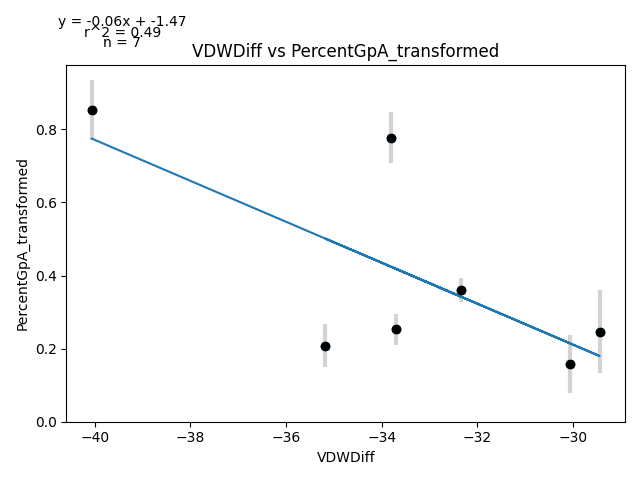 y = -0.06x + -1.47
r^2 = 0.49
n = 7
VDWDiff vs PercentGpA_transformed
PercentGpA_transformed
0.8
0.6
0.4
0.2
0.0
−40
−38
−36
−34
−32
−30
VDWDiff